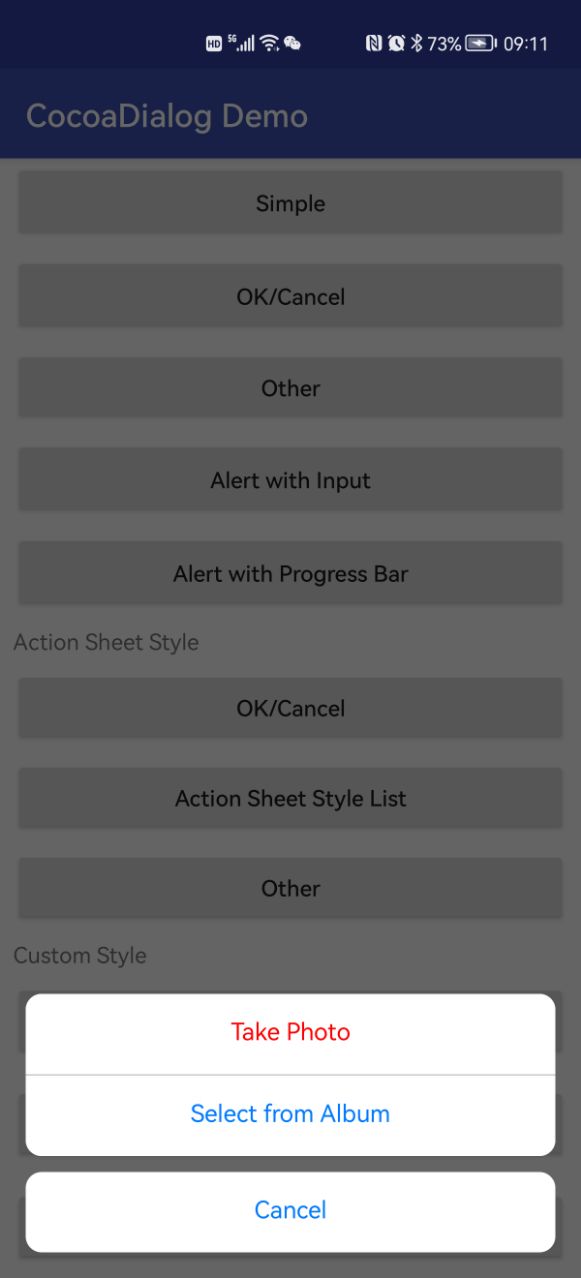 HD 5G 73% 09:11
CocoaDialog Demo
Simple
OK/Cancel
Other
Alert with Input
Alert with Progress Bar
Action Sheet Style
OK/Cancel
Action Sheet Style List
Other
Custom Style
Take Photo
Select from Album
Cancel